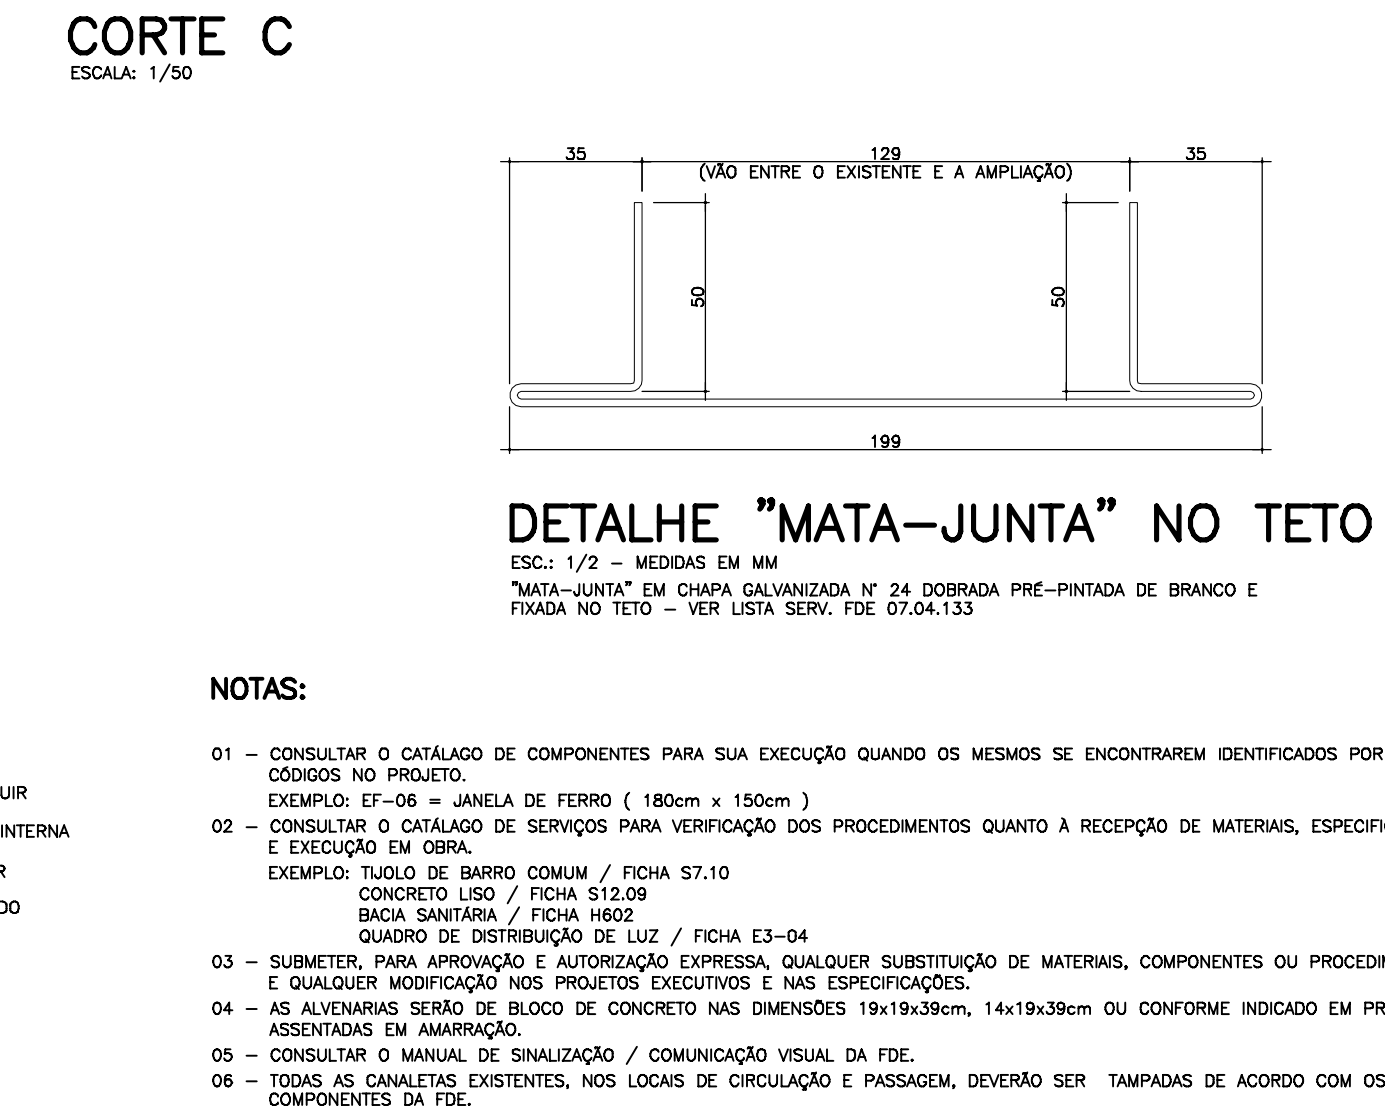 CORTE C
ESCALA: 1/50
35
129
35
(VÃO ENTRE O EXISTENTE E A AMPLIAÇÃO)
50
50
199
DETALHE "MATA-JUNTA" NO TETO
ESC.: 1/2 - MEDIDAS EM MM
"MATA-JUNTA" EM CHAPA GALVANIZADA N° 24 DOBRADA PRÉ-PINTADA DE BRANCO E
FIXADA NO TETO - VER LISTA SERV. FDE 07.04.133
NOTAS:
01 - CONSULTAR O CATÁLAGO DE COMPONENTES PARA SUA EXECUÇÃO QUANDO OS MESMOS SE ENCONTRAREM IDENTIFICADOS POR
CÓDIGOS NO PROJETO.
EXEMPLO: EF-06 = JANELA DE FERRO ( 180cm x 150cm )
02 - CONSULTAR O CATÁLAGO DE SERVIÇOS PARA VERIFICAÇÃO DOS PROCEDIMENTOS QUANTO À RECEPÇÃO DE MATERIAIS, ESPECIFI
E EXECUÇÃO EM OBRA.
EXEMPLO: TIJOLO DE BARRO COMUM / FICHA S7.10
CONCRETO LISO / FICHA S12.09
BACIA SANITÁRIA / FICHA H602
QUADRO DE DISTRIBUIÇÃO DE LUZ / FICHA E3-04
03 - SUBMETER, PARA APROVAÇÃO E AUTORIZAÇÃO EXPRESSA, QUALQUER SUBSTITUIÇÃO DE MATERIAIS, COMPONENTES OU PROCEDI
E QUALQUER MODIFICAÇÃO NOS PROJETOS EXECUTIVOS E NAS ESPECIFICAÇÕES.
04 - AS ALVENARIAS SERÃO DE BLOCO DE CONCRETO NAS DIMENSÕES 19x19x39cm, 14x19x39cm OU CONFORME INDICADO EM PR
ASSENTADAS EM AMARRAÇÃO.
05 - CONSULTAR O MANUAL DE SINALIZAÇÃO / COMUNICAÇÃO VISUAL DA FDE.
06 - TODAS AS CANALETAS EXISTENTES, NOS LOCAIS DE CIRCULAÇÃO E PASSAGEM, DEVERÃO SER TAMPADAS DE ACORDO COM OS
COMPONENTES DA FDE.
UIR
INTERNA
R
DO